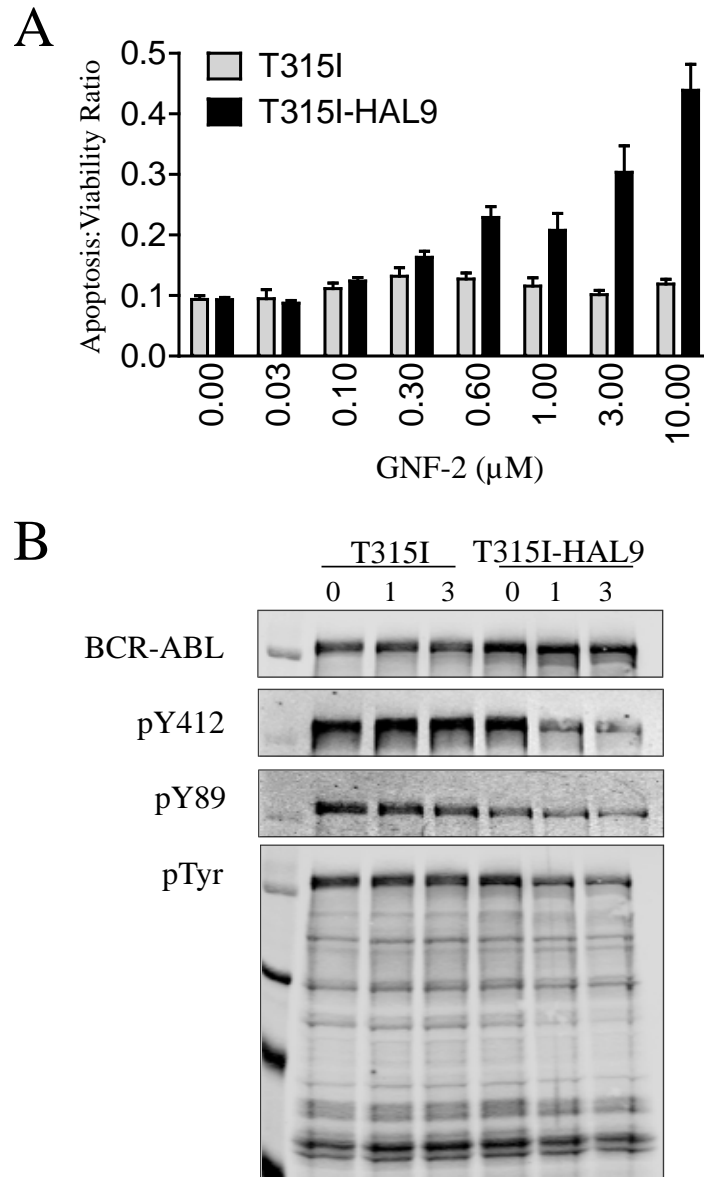 A
Apoptosis:Viability Ratio
0.5
0.4
0.3
0.2
0.1
0.0
T315I
T315I-HAL9
0.00
0.03
0.10
0.30
0.60
1.00
3.00
10.00
GNF-2 (µM)
B
T315I T315I-HAL9
0 1 3 0 1 3
BCR-ABL
pY412
pY89
pTyr